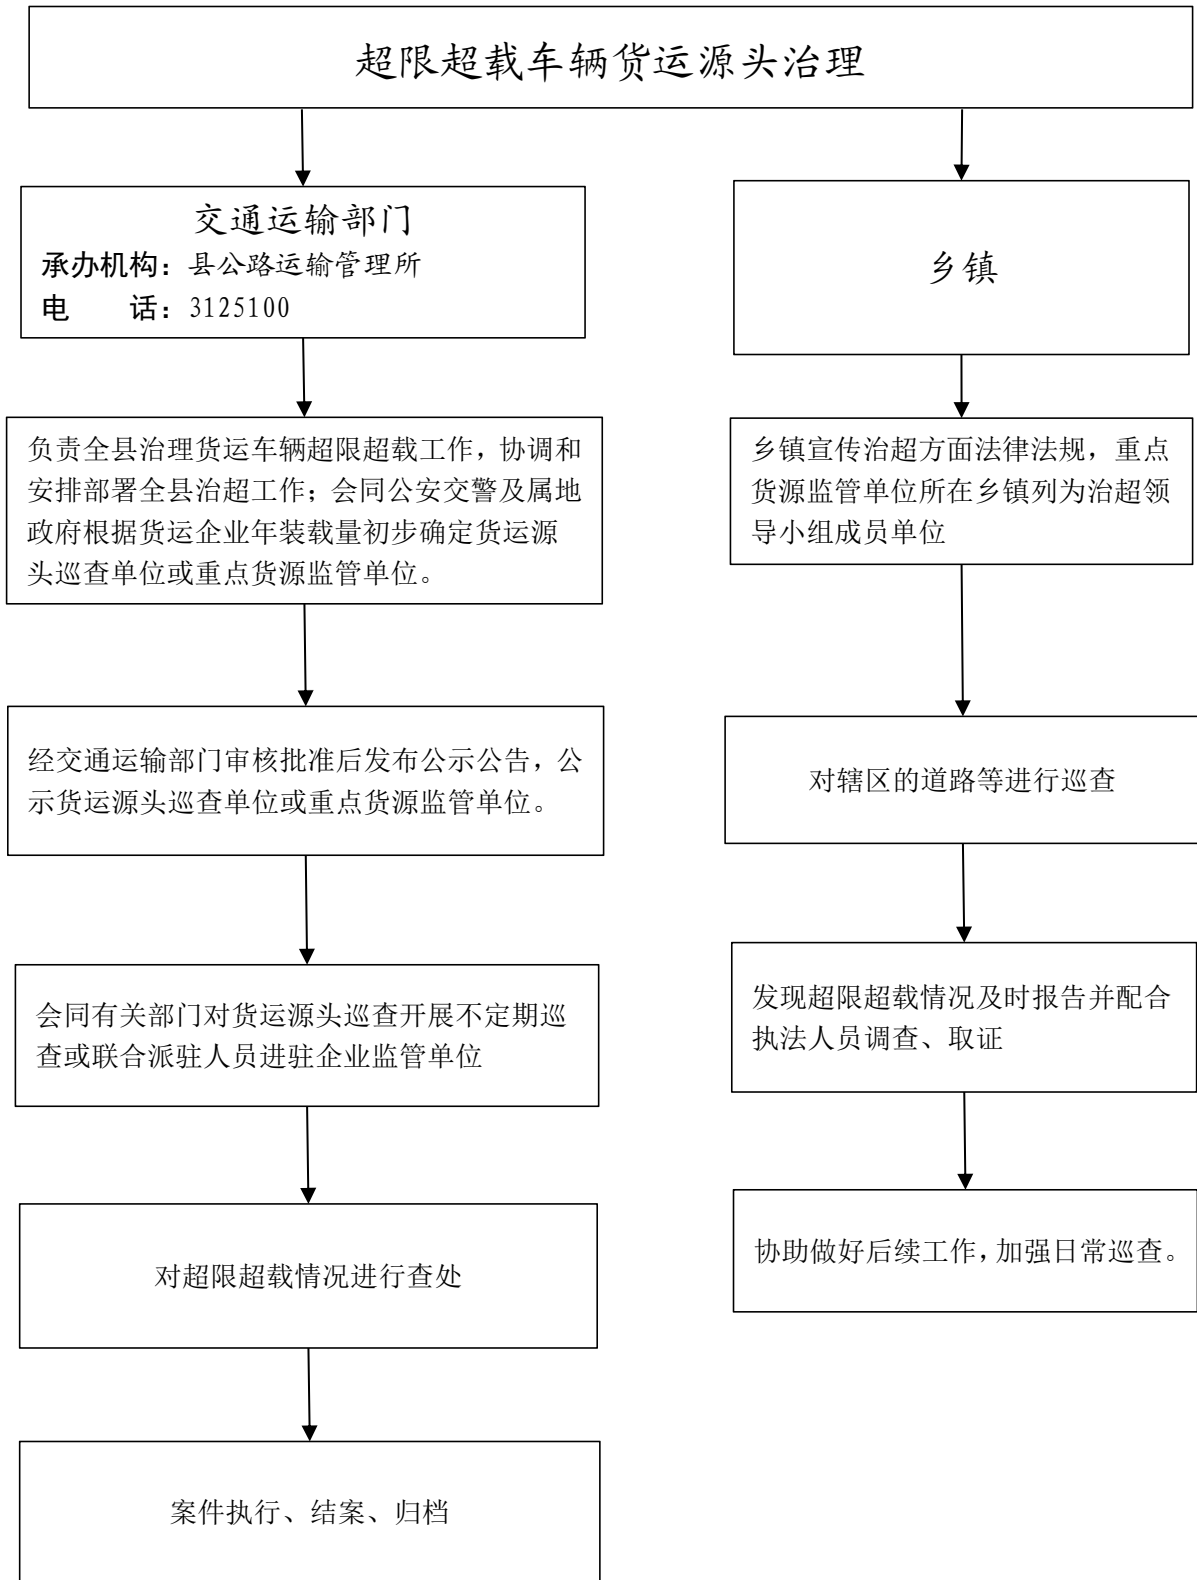 超限超载车辆货运源头治理
交通运输部门
承办机构：县公路运输管理所
电　　话：3125100
负责全县治理货运车辆超限超载工作，协调和
安排部署全县治超工作；会同公安交警及属地
政府根据货运企业年装载量初步确定货运源
头巡查单位或重点货源监管单位。
经交通运输部门审核批准后发布公示公告，公
示货运源头巡查单位或重点货源监管单位。
会同有关部门对货运源头巡查开展不定期巡
查或联合派驻人员进驻企业监管单位
对超限超载情况进行查处
案件执行、结案、归档
乡镇
乡镇宣传治超方面法律法规，重点
货源监管单位所在乡镇列为治超领
导小组成员单位
对辖区的道路等进行巡查
发现超限超载情况及时报告并配合
执法人员调查、取证
协助做好后续工作，加强日常巡查。